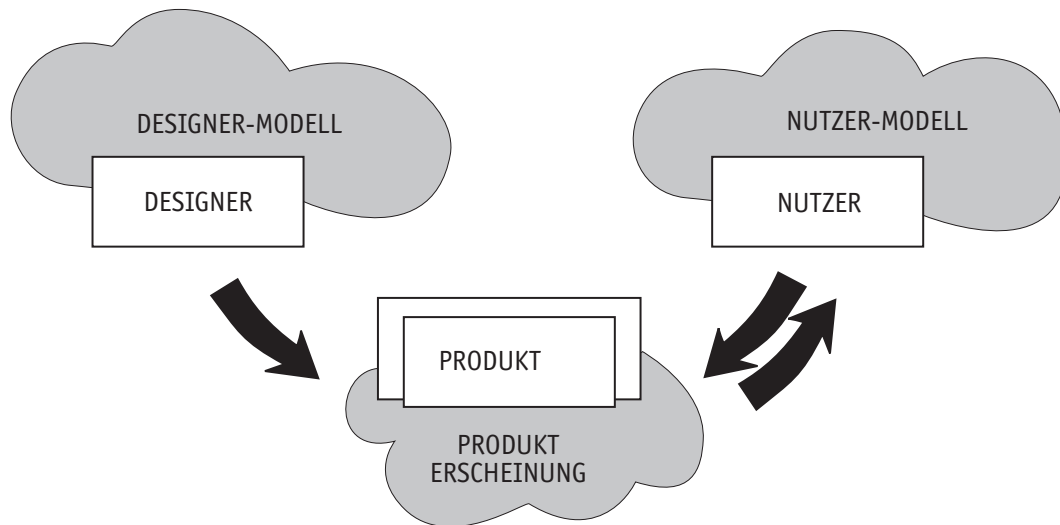 DESIGNER-MODELL
DESIGNER
NUTZER-MODELL
NUTZER
PRODUKT
PRODUKT
ERSCHEINUNG